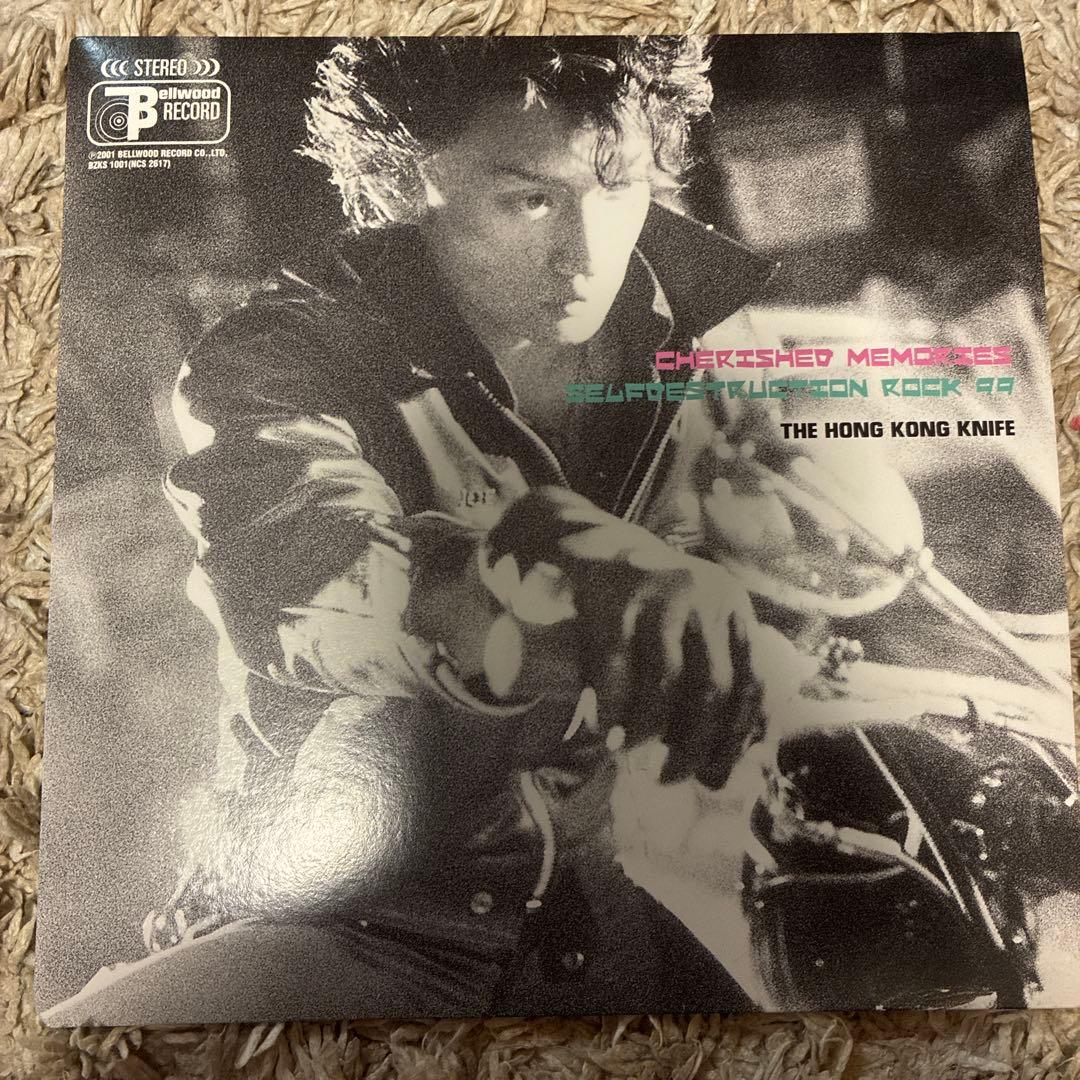 ((( STEREO )))
Bellwood
RECORD
℗2001 BELLWOOD RECORD CO.,LTD.
BZKS 1001(NCS 2617)
CHERISHED MEMORIES
SELFDESTRUCTION ROCK 99
THE HONG KONG KNIFE